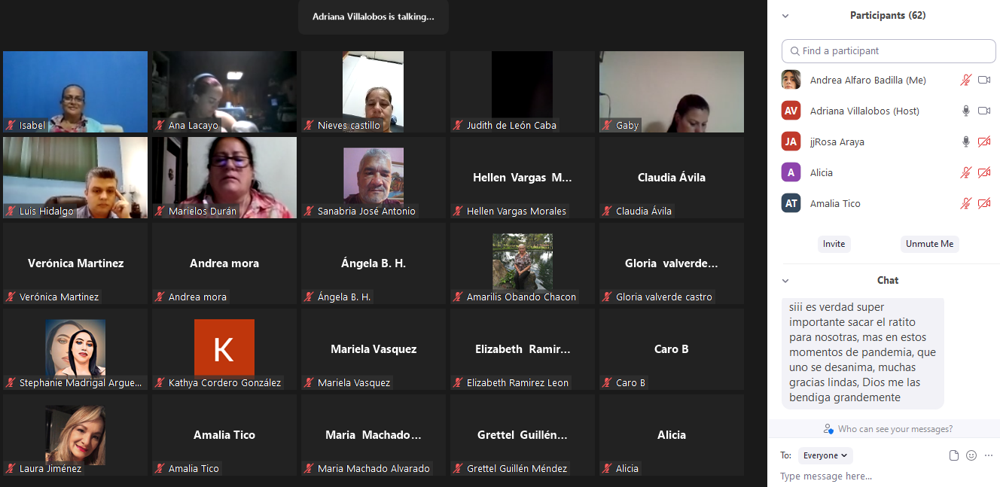 Adriana Villalobos is talking...
Isabel
Ana Lacayo
Nieves castillo
Judith de León Caba
Gaby
Luis Hidalgo
Marielos Durán
Sanabria José Antonio
Hellen Vargas M...
Hellen Vargas Morales
Claudia Ávila
Claudia Ávila
Verónica Martinez
Verónica Martinez
Andrea mora
Andrea mora
Ángela B. H.
Ángela B. H.
Amarilis Obando Chacon
Gloria valverde...
Gloria valverde castro
Stephanie Madrigal Argue...
K
Kathya Cordero González
Mariela Vasquez
Mariela Vasquez
Elizabeth Ramir...
Elizabeth Ramirez Leon
Caro B
Caro B
Laura Jiménez
Amalia Tico
Amalia Tico
Maria Machado...
Maria Machado Alvarado
Grettel Guillén...
Grettel Guillén Méndez
Alicia
Alicia
Participants (62)
Find a participant
Andrea Alfaro Badilla (Me)
AV Adriana Villalobos (Host)
JA jjRosa Araya
A Alicia
AT Amalia Tico
Invite
Unmute Me
Chat
siii es verdad super
importante sacar el ratito
para nosotras, mas en estos
momentos de pandemia, que
uno se desanima, muchas
gracias lindas, Dios me las
bendiga grandemente
Who can see your messages?
To: Everyone
Type message here...